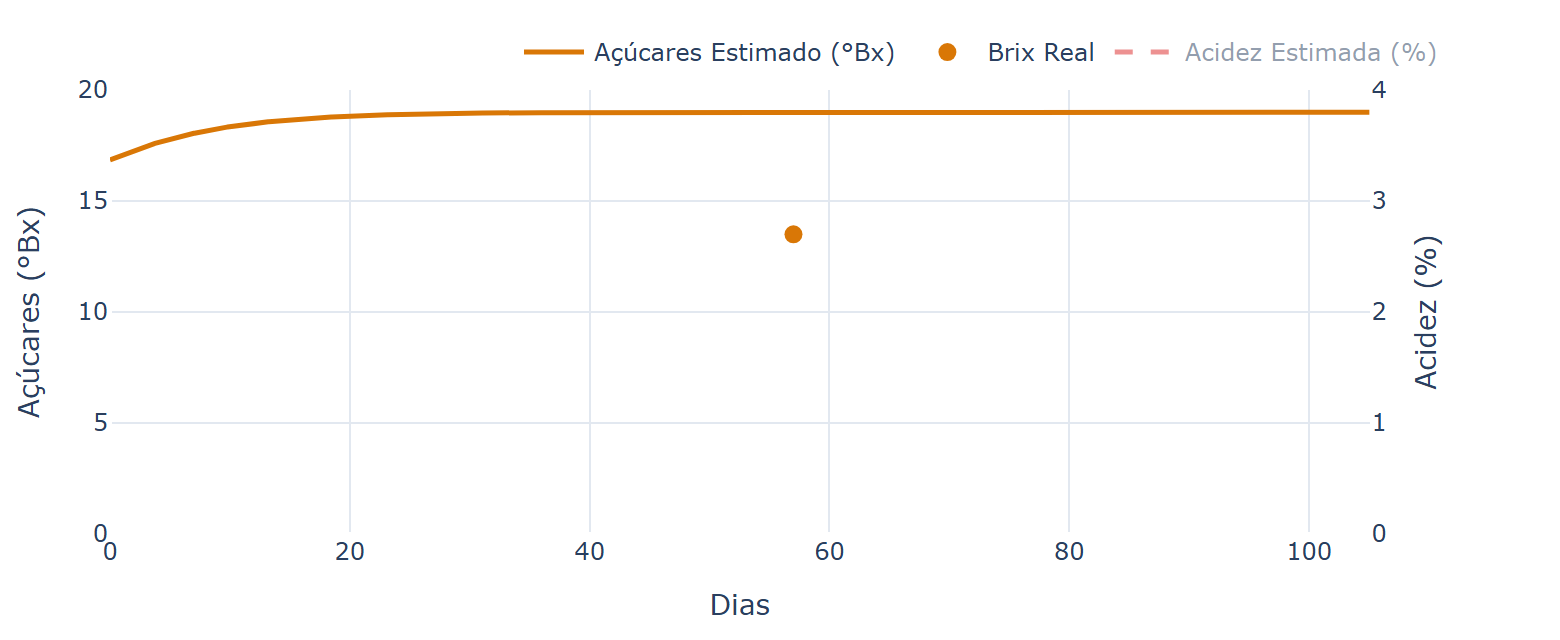 Açúcares Estimado (°Bx) Brix Real Acidez Estimada (%)
20 4
15 3
10 2
5 1
0 0
0 20 40 60 80 100
Açúcares (°Bx)
Acidez (%)
Dias